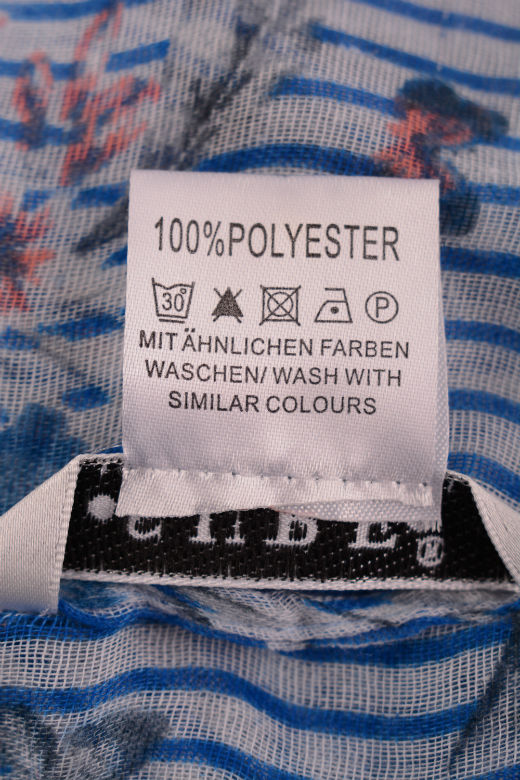 100%POLYESTER
30°
P
MIT ÄHNLICHEN FARBEN
WASCHEN/ WASH WITH
SIMILAR COLOURS
®